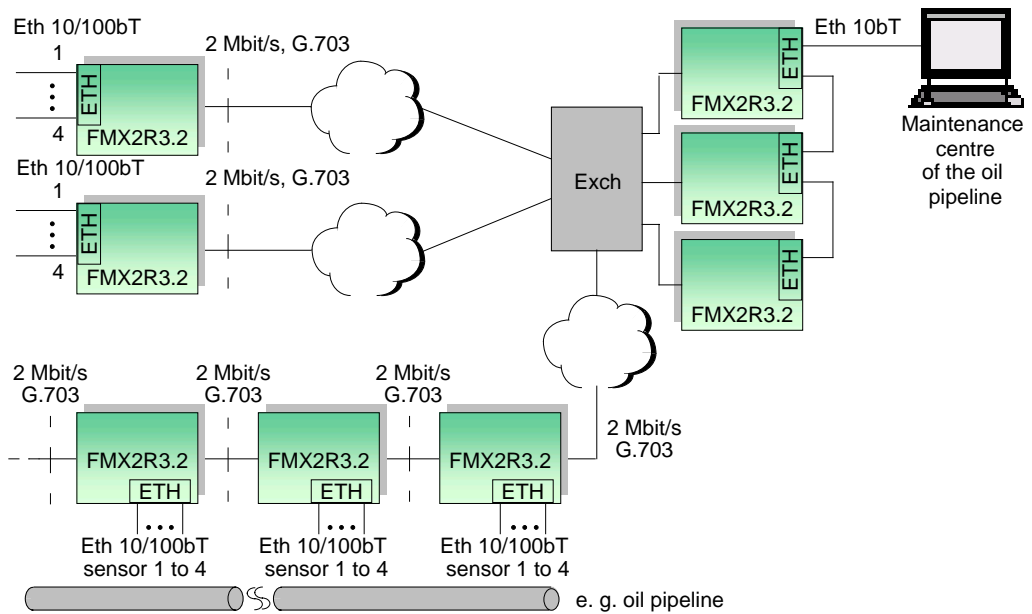 Eth 10/100bT
1
4
ETH
FMX2R3.2
2 Mbit/s, G.703
Eth 10/100bT
1
4
ETH
FMX2R3.2
2 Mbit/s, G.703
Exch
ETH
FMX2R3.2
ETH
FMX2R3.2
ETH
FMX2R3.2
Eth 10bT
Maintenance
centre
of the oil
pipeline
2 Mbit/s
G.703
2 Mbit/s
G.703
2 Mbit/s
G.703
2 Mbit/s
G.703
FMX2R3.2
ETH
FMX2R3.2
ETH
FMX2R3.2
ETH
Eth 10/100bT
sensor 1 to 4
Eth 10/100bT
sensor 1 to 4
Eth 10/100bT
sensor 1 to 4
e. g. oil pipeline